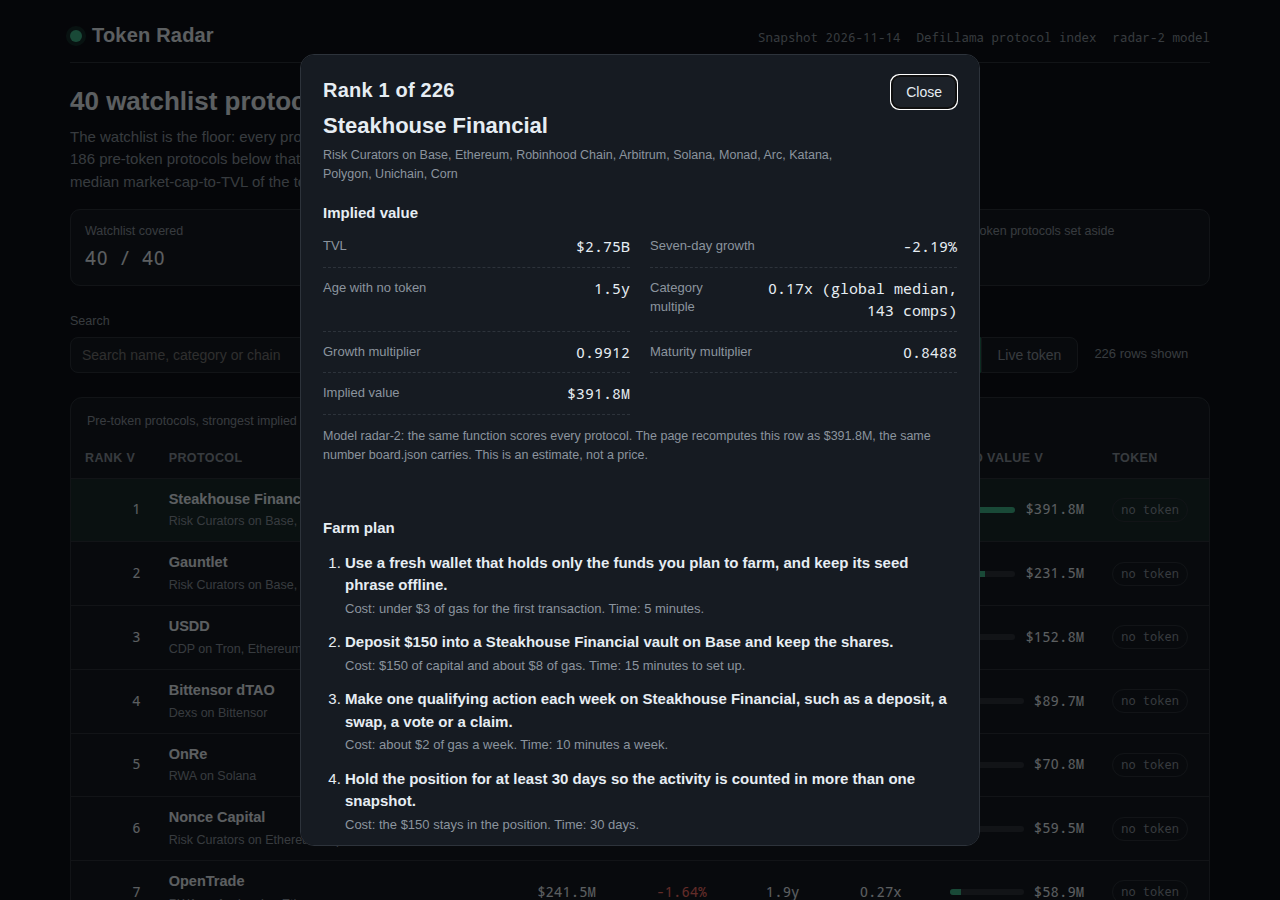 Token Radar
Snapshot 2026-11-14 DefiLlama protocol index radar-2 model
40 watchlist protoc
The watchlist is the floor: every pro
186 pre-token protocols below that
median market-cap-to-TVL of the t
Watchlist covered
40 / 40
oken protocols set aside
Search
Search name, category or chain
Live token
226 rows shown
Pre-token protocols, strongest implied
RANK V PROTOCOL VALUE V TOKEN
1 Steakhouse Financ $391.8M no token
Risk Curators on Base,
2 Gauntlet $231.5M no token
Risk Curators on Base,
3 USDD $152.8M no token
CDP on Tron, Ethereum
4 Bittensor dTAO $89.7M no token
Dexs on Bittensor
5 OnRe $70.8M no token
RWA on Solana
6 Nonce Capital $59.5M no token
Risk Curators on Ethere
7 OpenTrade $241.5M -1.64% 1.9y 0.27x $58.9M no token
Rank 1 of 226
Close
Steakhouse Financial
Risk Curators on Base, Ethereum, Robinhood Chain, Arbitrum, Solana, Monad, Arc, Katana,
Polygon, Unichain, Corn
Implied value
TVL $2.75B
Seven-day growth -2.19%
Age with no token 1.5y
Category multiple 0.17x (global median,
143 comps)
Growth multiplier 0.9912
Maturity multiplier 0.8488
Implied value $391.8M
Model radar-2: the same function scores every protocol. The page recomputes this row as $391.8M, the same
number board.json carries. This is an estimate, not a price.
Farm plan
1. Use a fresh wallet that holds only the funds you plan to farm, and keep its seed
phrase offline.
Cost: under $3 of gas for the first transaction. Time: 5 minutes.
2. Deposit $150 into a Steakhouse Financial vault on Base and keep the shares.
Cost: $150 of capital and about $8 of gas. Time: 15 minutes to set up.
3. Make one qualifying action each week on Steakhouse Financial, such as a deposit, a
swap, a vote or a claim.
Cost: about $2 of gas a week. Time: 10 minutes a week.
4. Hold the position for at least 30 days so the activity is counted in more than one
snapshot.
Cost: the $150 stays in the position. Time: 30 days.